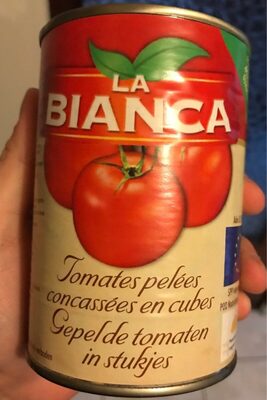 LA
BIANCA
Tomates pelées
concassées en cubes
Gepelde tomaten
in stukjes